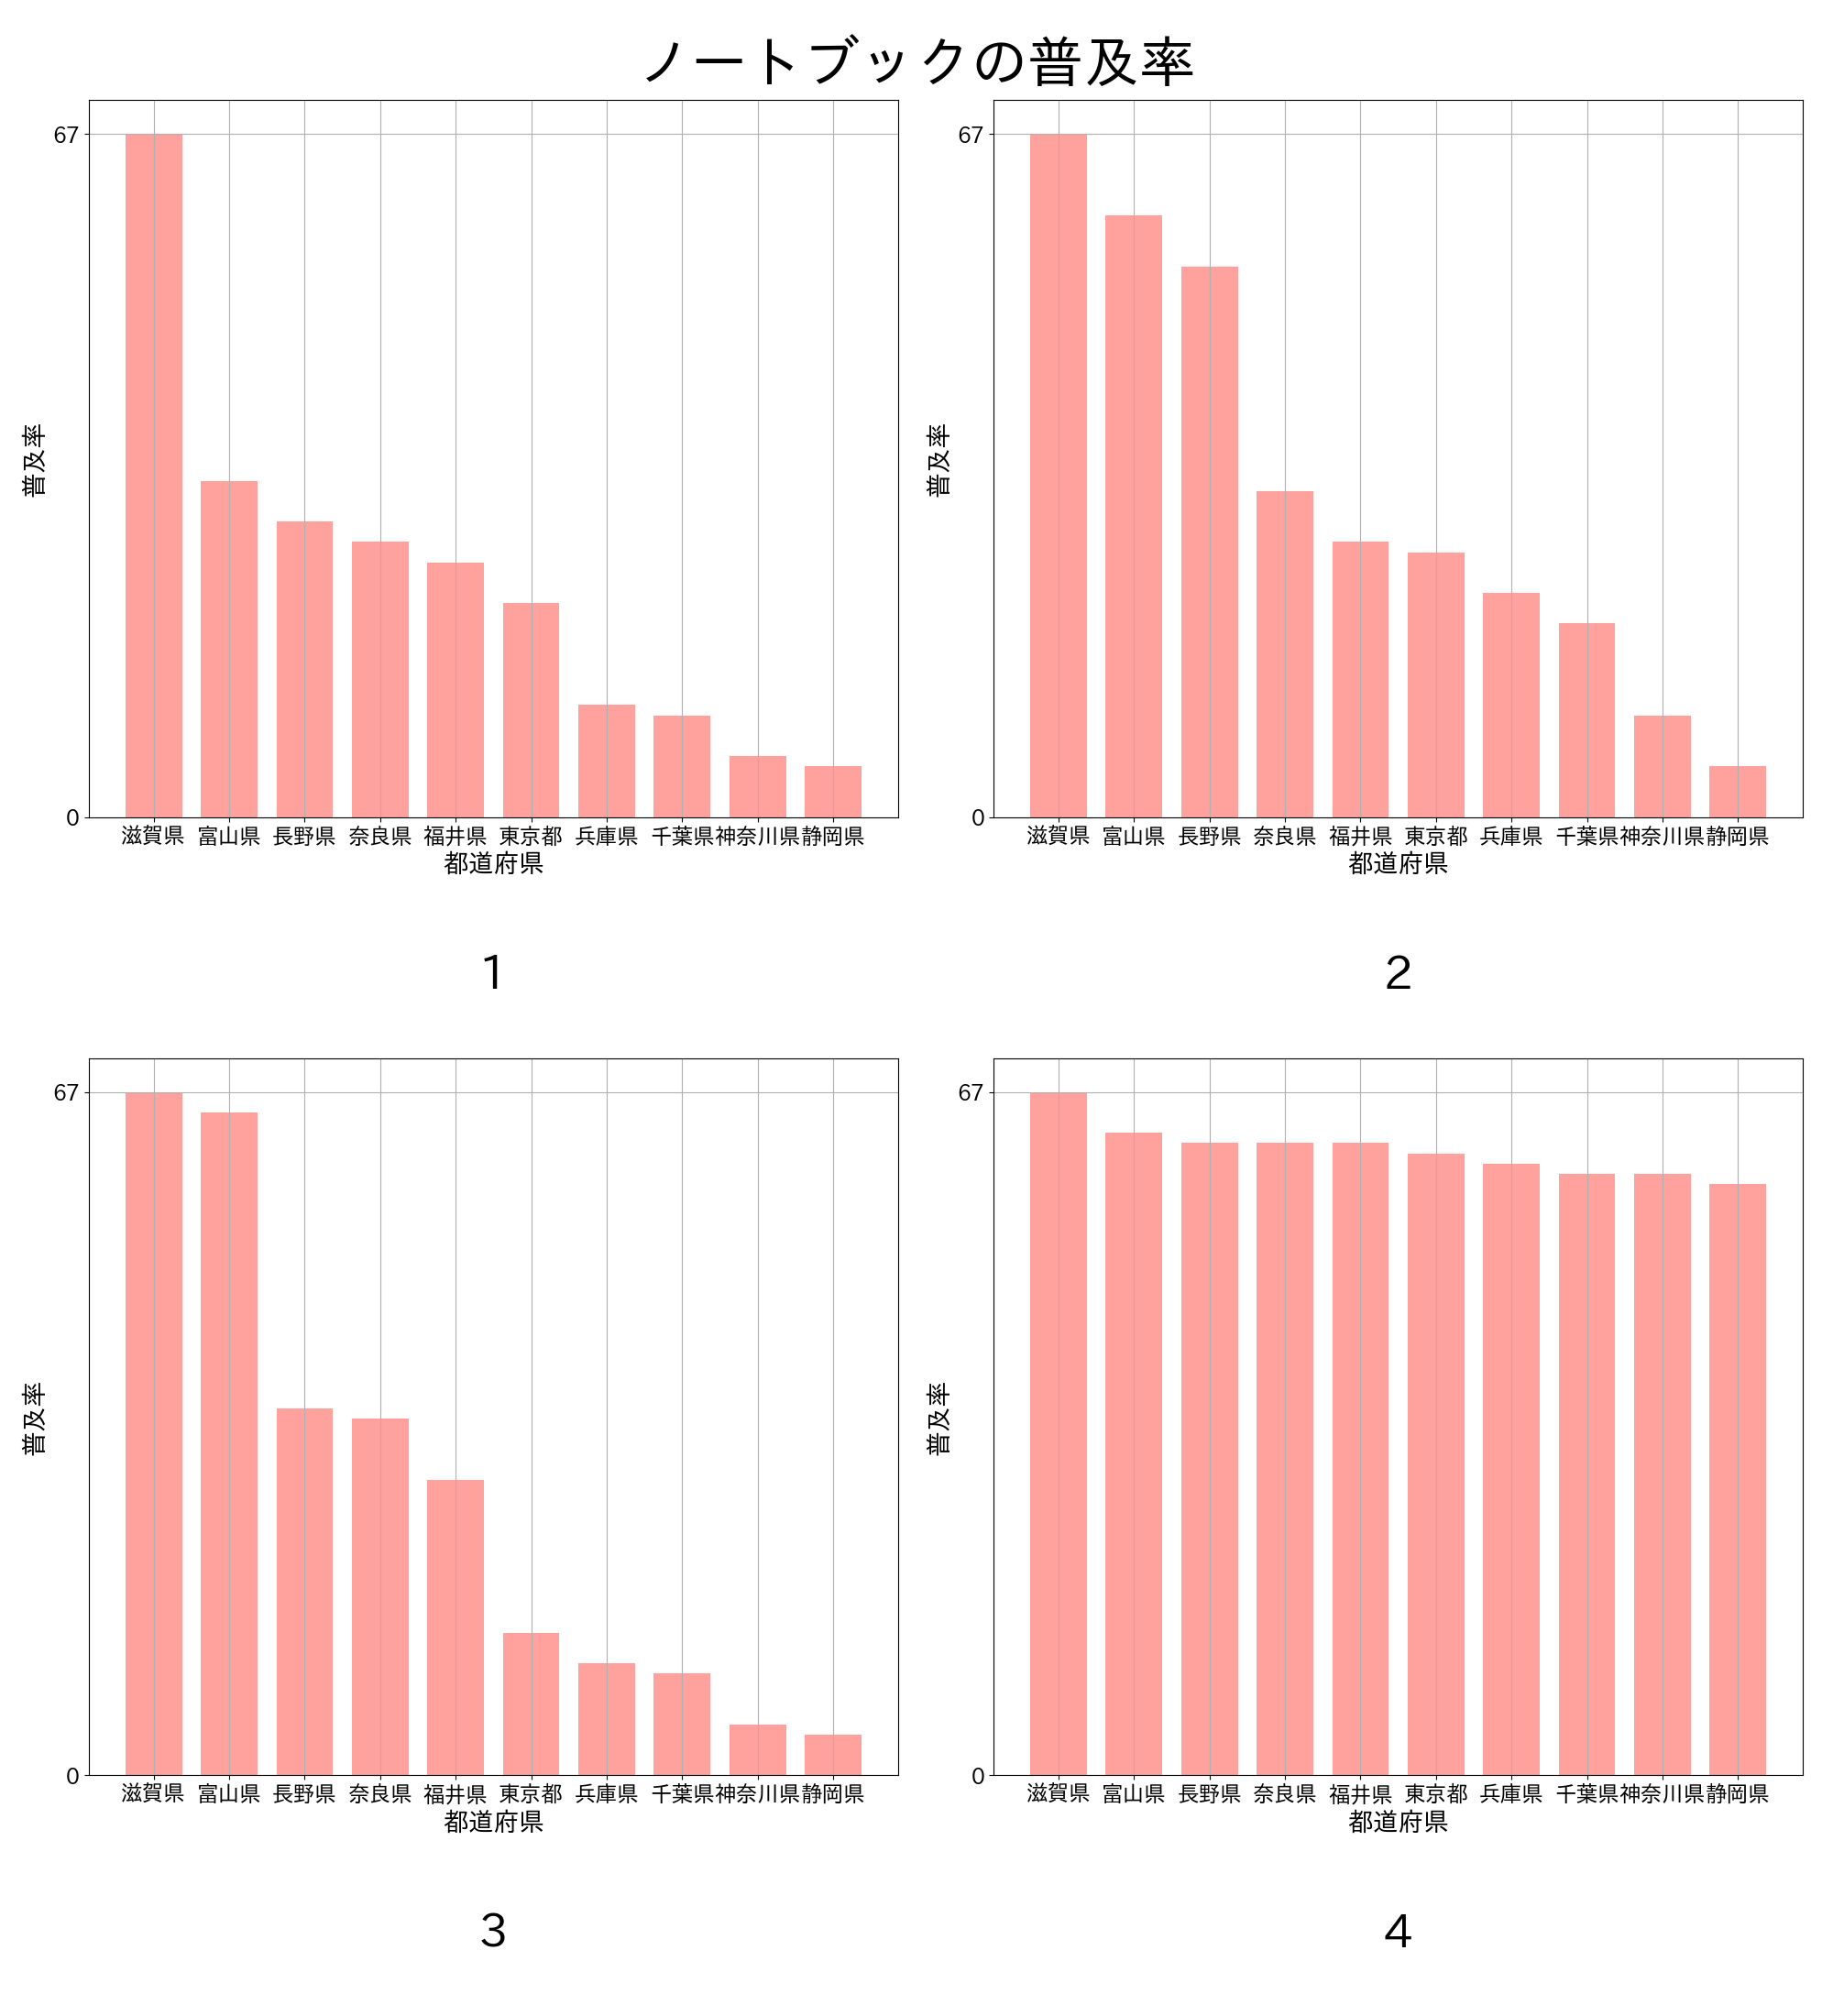 ノートブックの普及率
67
0
普及率
滋賀県 富山県 長野県 奈良県 福井県 東京都 兵庫県 千葉県 神奈川県 静岡県
都道府県
1
67
0
普及率
滋賀県 富山県 長野県 奈良県 福井県 東京都 兵庫県 千葉県 神奈川県 静岡県
都道府県
2
67
0
普及率
滋賀県 富山県 長野県 奈良県 福井県 東京都 兵庫県 千葉県 神奈川県 静岡県
都道府県
3
67
0
普及率
滋賀県 富山県 長野県 奈良県 福井県 東京都 兵庫県 千葉県 神奈川県 静岡県
都道府県
4